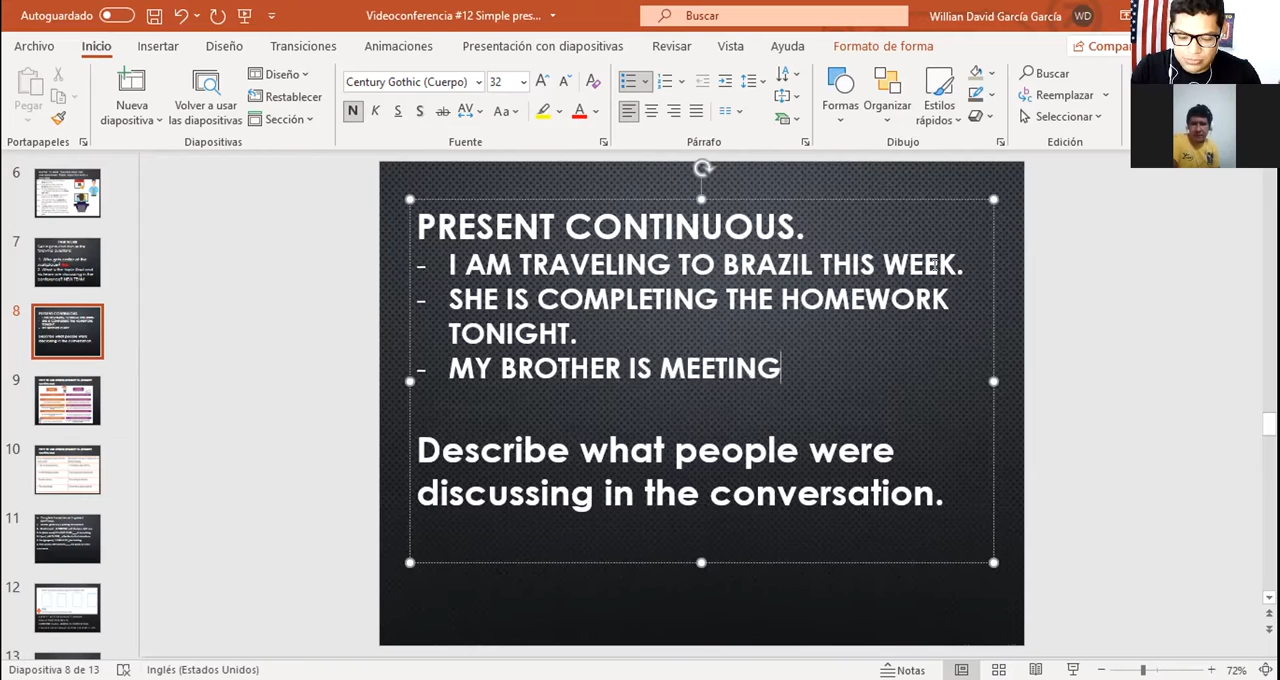 Autoguardado
Videoconferencia #12 Simple pres...
Buscar
Willian David García García
WD
Archivo
Inicio
Insertar
Diseño
Transiciones
Animaciones
Presentación con diapositivas
Revisar
Vista
Ayuda
Formato de forma
Compar
Pegar
Nueva
diapositiva
Volver a usar
las diapositivas
Diseño
Restablecer
Sección
Century Gothic (Cuerpo)
32
N K S S ab AV Aa
Formas
Organizar
Estilos
rápidos
Buscar
Reemplazar
Seleccionar
Portapapeles
Diapositivas
Fuente
Párrafo
Dibujo
Edición
6
7
8
9
10
11
12
13
PRESENT CONTINUOUS.
- I AM TRAVELING TO BRAZIL THIS WEEK.
- SHE IS COMPLETING THE HOMEWORK
TONIGHT.
- MY BROTHER IS MEETING
Describe what people were
discussing in the conversation.
Diapositiva 8 de 13
Inglés (Estados Unidos)
Notas
72%